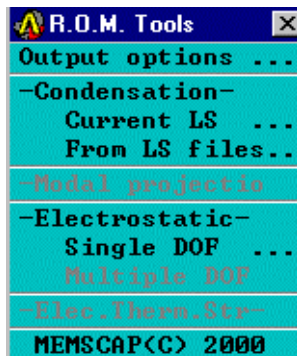 R.O.M. Tools
Output options ...
-Condensation-
Current LS ...
From LS files..
-Modal projectio
-Electrostatic-
Single DOF ...
Multiple DOF
-Elec.Therm.Str-
MEMSCAP(C) 2000